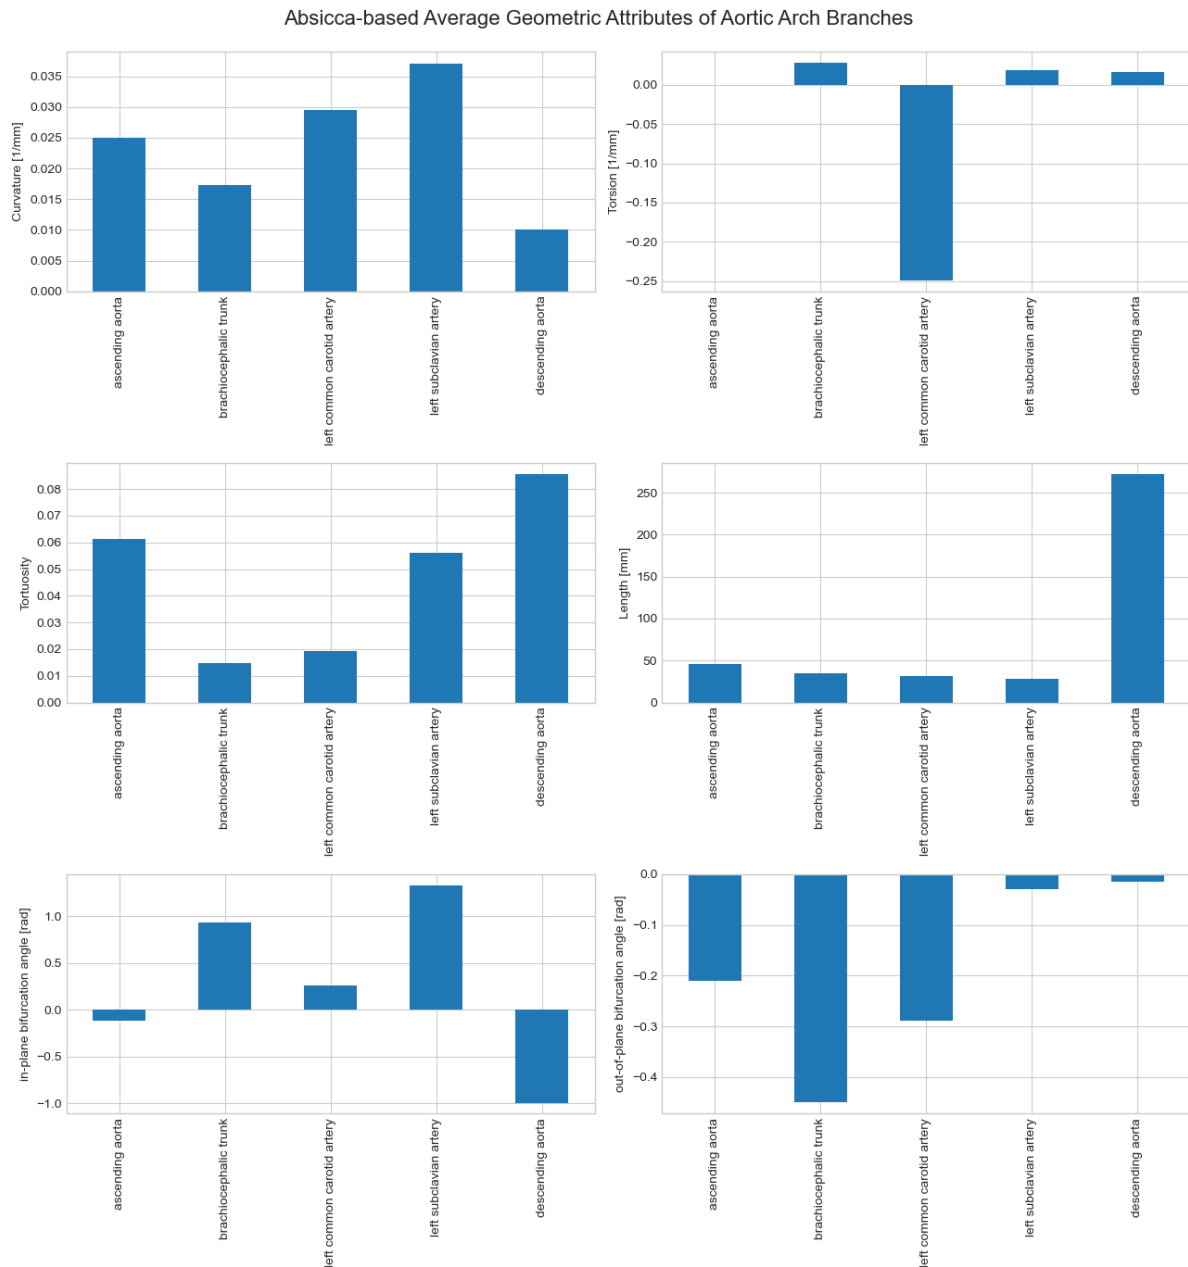 Absicca-based Average Geometric Attributes of Aortic Arch Branches
Curvature [1/mm]
0.035
0.030
0.025
0.020
0.015
0.010
0.005
0.000
ascending aorta
brachiocephalic trunk
left common carotid artery
left subclavian artery
descending aorta
Torsion [1/mm]
0.00
−0.05
−0.10
−0.15
−0.20
−0.25
ascending aorta
brachiocephalic trunk
left common carotid artery
left subclavian artery
descending aorta
Tortuosity
0.08
0.07
0.06
0.05
0.04
0.03
0.02
0.01
0.00
ascending aorta
brachiocephalic trunk
left common carotid artery
left subclavian artery
descending aorta
Length [mm]
250
200
150
100
50
0
ascending aorta
brachiocephalic trunk
left common carotid artery
left subclavian artery
descending aorta
in-plane bifurcation angle [rad]
1.0
0.5
0.0
−0.5
−1.0
ascending aorta
brachiocephalic trunk
left common carotid artery
left subclavian artery
descending aorta
out-of-plane bifurcation angle [rad]
0.0
−0.1
−0.2
−0.3
−0.4
ascending aorta
brachiocephalic trunk
left common carotid artery
left subclavian artery
descending aorta